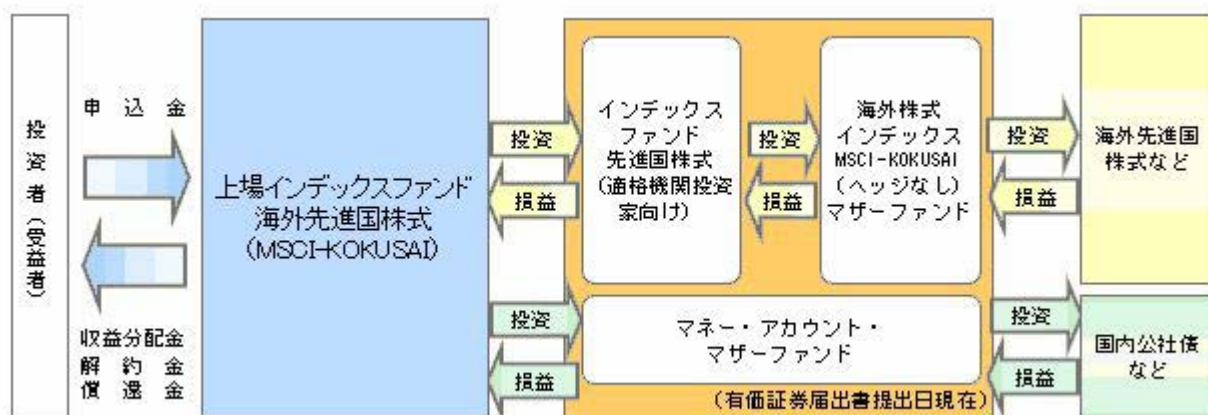 投資者（受益者）
申込金
収益分配金
解約金
償還金
上場インデックスファンド
海外先進国株式
(MSCI-KOKUSAI)
投資
損益
投資
損益
インデックス
ファンド
先進国株式
(適格機関投資
家向け)
投資
損益
海外株式
インデックス
MSCI-KOKUSAI
(ヘッジなし)
マザーファンド
マネー・アカウント・
マザーファンド
(有価証券届出書提出日現在)
投資
損益
投資
損益
海外先進国
株式など
国内公社債
など